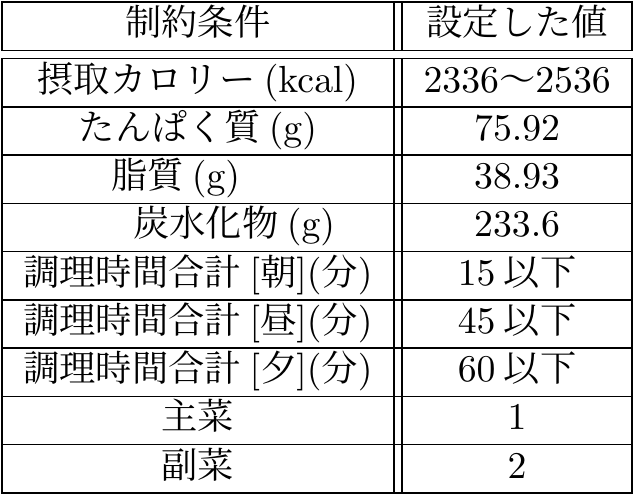 制約条件 設定した値
摂取カロリー (kcal) 2336〜2536
たんぱく質 (g) 75.92
脂質 (g) 38.93
炭水化物 (g) 233.6
調理時間合計 [朝](分) 15 以下
調理時間合計 [昼](分) 45 以下
調理時間合計 [夕](分) 60 以下
主菜 1
副菜 2